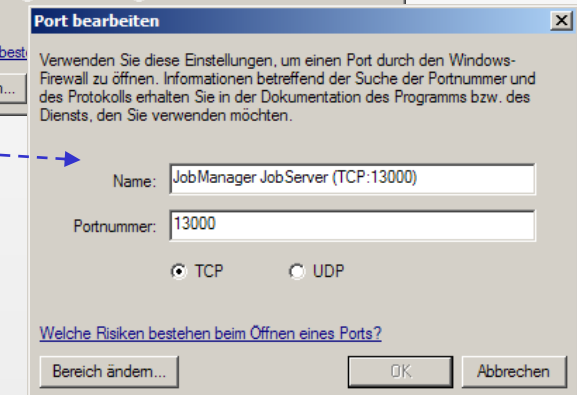 Port bearbeiten
Verwenden Sie diese Einstellungen, um einen Port durch den Windows-
Firewall zu öffnen. Informationen betreffend der Suche der Portnummer und
des Protokolls erhalten Sie in der Dokumentation des Programms bzw. des
Diensts, den Sie verwenden möchten.
Name: JobManager JobServer (TCP:13000)
Portnummer: 13000
TCP UDP
Welche Risiken bestehen beim Öffnen eines Ports?
Bereich ändern... OK Abbrechen